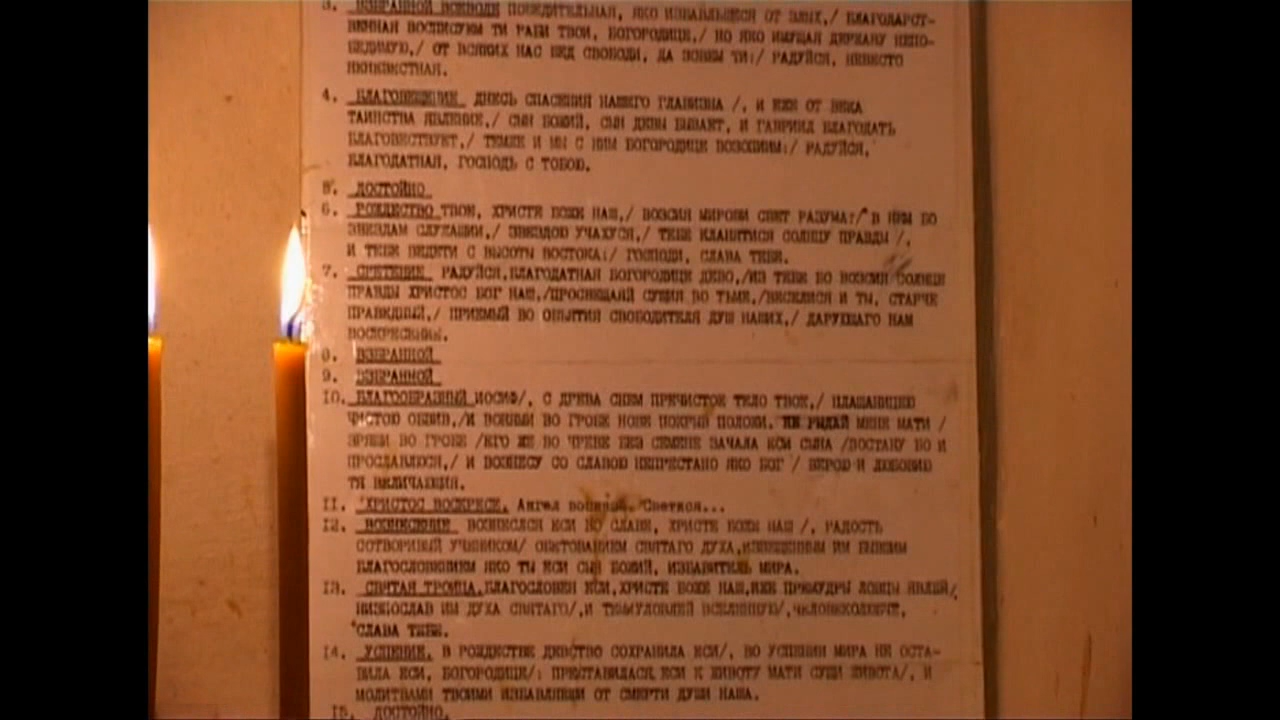 3. ВЗБРАННОЙ ВОЕВОДЕ ПОБЕДИТЕЛЬНАЯ, ЯКО ИЗБАВЛЬШЕСЯ ОТ ЗЛЫХ,/ БЛАГОДАРСТ-
ВЕННАЯ ВОСПИСУЕМ ТИ РАБИ ТВОИ, БОГОРОДИЦЕ,/ НО ЯКО ИМУЩАЯ ДЕРЖАВУ НЕПО-
БЕДИМУЮ,/ ОТ ВСЯКИХ НАС БЕД СВОБОДИ, ДА ЗОВЕМ ТИ:/ РАДУЙСЯ, НЕВЕСТО
НЕНЕВЕСТНАЯ.
4. БЛАГОВЕЩЕНИЕ ДНЕСЬ СПАСЕНИЯ НАШЕГО ГЛАВИЗНА /, И ЕЖЕ ОТ ВЕКА
ТАИНСТВА ЯВЛЕНИЕ,/ СЫН БОЖИЙ, СЫН ДЕВЫ БЫВАЕТ, И ГАВРИИЛ БЛАГОДАТЬ
БЛАГОВЕСТВУЕТ,/ ТЕМЖЕ И МЫ С НИМ БОГОРОДИЦЕ ВОЗОПИИМ:/ РАДУЙСЯ,
БЛАГОДАТНАЯ, ГОСПОДЬ С ТОБОЮ.
5. ДОСТОЙНО
6. РОЖДЕСТВО ТВОЕ, ХРИСТЕ БОЖЕ НАШ,/ ВОЗСИЯ МИРОВИ СВЕТ РАЗУМА:/ В НЕМ БО
ЗВЕЗДАМ СЛУЖАЩИИ,/ ЗВЕЗДОЮ УЧАХУСЯ,/ ТЕБЕ КЛАНЯТИСЯ СОЛНЦУ ПРАВДЫ /,
И ТЕБЕ ВЕДЕТИ С ВЫСОТЫ ВОСТОКА:/ ГОСПОДИ, СЛАВА ТЕБЕ.
7. СРЕТЕНИЕ РАДУЙСЯ,БЛАГОДАТНАЯ БОГОРОДИЦЕ ДЕВО,/ИЗ ТЕБЕ БО ВОЗСИЯ СОЛНЦЕ
ПРАВДЫ ХРИСТОС БОГ НАШ,/ПРОСВЕЩАЯЙ СУЩИЯ ВО ТЬМЕ,/ВЕСЕЛИСЯ И ТЫ, СТАРЧЕ
ПРАВЕДНЫЙ,/ ПРИЕМЫЙ ВО ОБЪЯТИЯ СВОБОДИТЕЛЯ ДУШ НАШИХ,/ ДАРУЮЩАГО НАМ
ВОСКРЕСЕНИЕ.
8. ВЗБРАННОЙ
9. ВЗБРАННОЙ
10. БЛАГООБРАЗНЫЙ ИОСИФ/, С ДРЕВА СНЕМ ПРЕЧИСТОЕ ТЕЛО ТВОЕ,/ ПЛАЩАНИЦЕЮ
ЧИСТОЮ ОБВИВ,/И ВОНЬМИ ВО ГРОБЕ НОВЕ ПОКРЫВ ПОЛОЖИ. НЕ РЫДАЙ МЕНЕ МАТИ /
ЗРЯЩИ ВО ГРОБЕ /ЕГО ЖЕ ВО ЧРЕВЕ БЕЗ СЕМЕНЕ ЗАЧАЛА ЕСИ СЫНА /ВОСТАНУ БО И
ПРОСЛАВЛЮСЯ,/ И ВОЗНЕСУ СО СЛАВОЮ НЕПРЕСТАНО ЯКО БОГ / ВЕРОЮ И ЛЮБОВИЮ
ТЯ ВЕЛИЧАЮЩИЯ.
11. ХРИСТОС ВОСКРЕСЕ. Ангел вопияше. Светися...
12. ВОЗНЕСЕНИЕ ВОЗНЕСЛСЯ ЕСИ ВО СЛАВЕ, ХРИСТЕ БОЖЕ НАШ /, РАДОСТЬ
СОТВОРИВЫЙ УЧЕНИКОМ/ ОБЕТОВАНИЕМ СВЯТАГО ДУХА,ИЗВЕЩЕННЫМ ИМ БЫВШИМ
БЛАГОСЛОВЕНИЕМ ЯКО ТЫ ЕСИ СЫН БОЖИЙ, ИЗБАВИТЕЛЬ МИРА.
13. СВЯТАЯ ТРОИЦА.БЛАГОСЛОВЕН ЕСИ,ХРИСТЕ БОЖЕ НАШ,ИЖЕ ПРЕМУДРЫ ЛОВЦЫ ЯВЛЕЙ/
НИЗПОСЛАВ ИМ ДУХА СВЯТАГО/,И ТЕМИ УЛОВЛЕЙ ВСЕЛЕННУЮ/,ЧЕЛОВЕКОЛЮБЧЕ,
СЛАВА ТЕБЕ.
14. УСПЕНИЕ. В РОЖДЕСТВЕ ДЕВСТВО СОХРАНИЛА ЕСИ/, ВО УСПЕНИИ МИРА НЕ ОСТА-
ВИЛА ЕСИ, БОГОРОДИЦЕ/: ПРЕСТАВИЛАСЯ ЕСИ К ЖИВОТУ МАТИ СУЩИ ЖИВОТА/, И
МОЛИТВАМИ ТВОИМИ ИЗБАВЛЯЕШИ ОТ СМЕРТИ ДУШИ НАША.
15. ДОСТОЙНО.